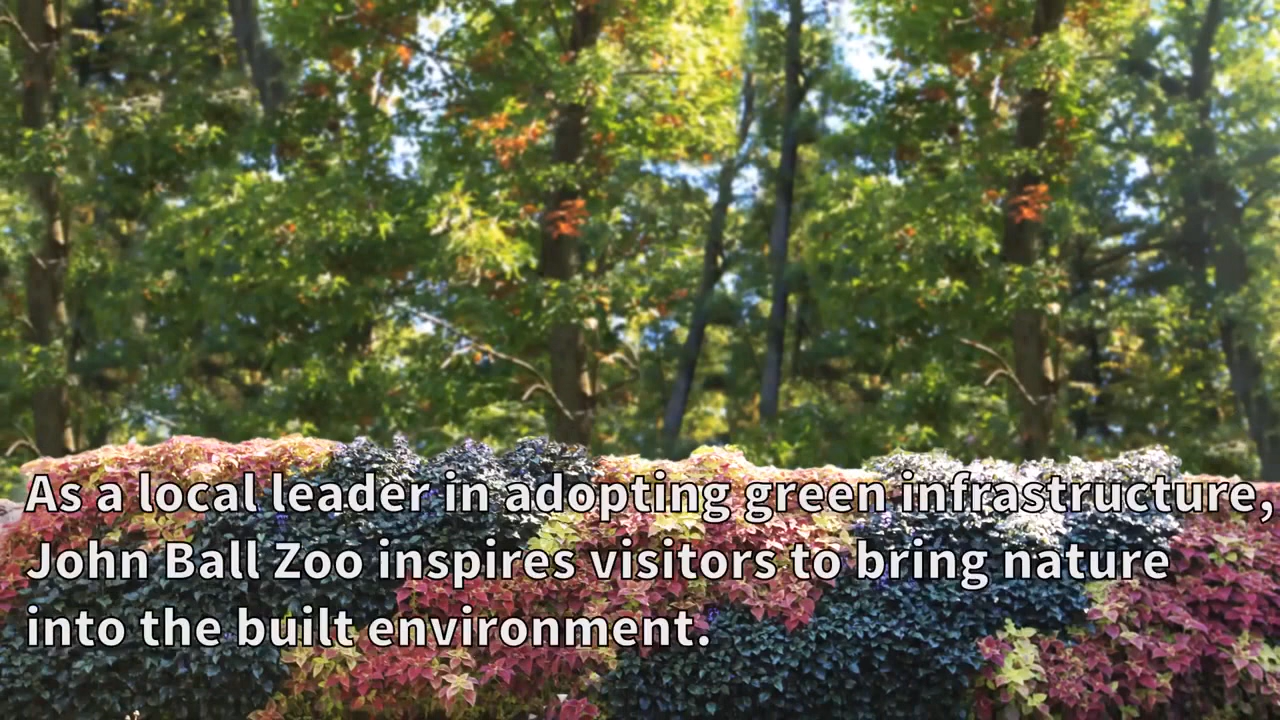 As a local leader in adopting green infrastructure,
John Ball Zoo inspires visitors to bring nature
into the built environment.